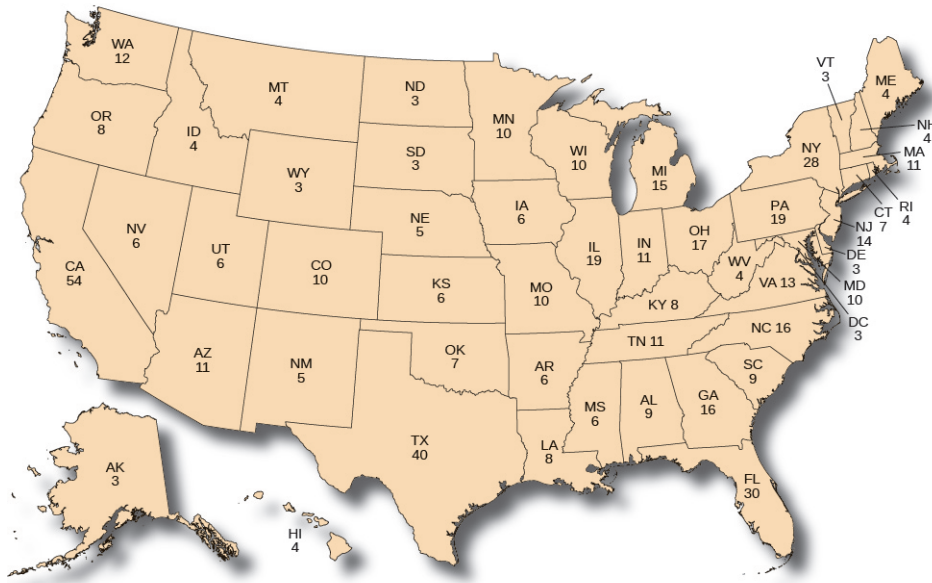 WA
12
OR
8
ID
4
MT
4
ND
3
MN
10
SD
3
WY
3
NE
5
IA
6
WI
10
MI
15
VT
3
ME
4
NH
4
NY
28
MA
11
RI
4
CT
7
PA
19
NJ
14
DE
3
MD
10
DC
3
NV
6
UT
6
CO
10
CA
54
KS
6
MO
10
IL
19
IN
11
OH
17
WV
4
VA 13
KY 8
NC 16
TN 11
AZ
11
NM
5
OK
7
AR
6
SC
9
MS
6
AL
9
GA
16
TX
40
LA
8
FL
30
AK
3
HI
4